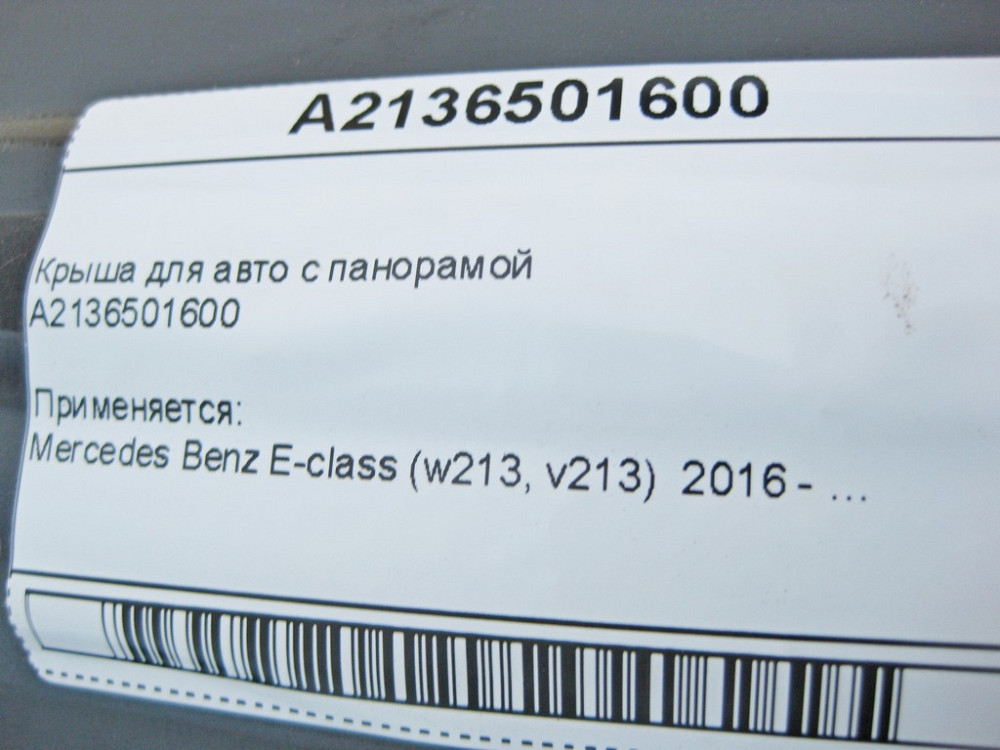 A2136501600
Крыша для авто с панорамой
A2136501600
Применяется:
Mercedes Benz E-class (w213, v213) 2016 - ...